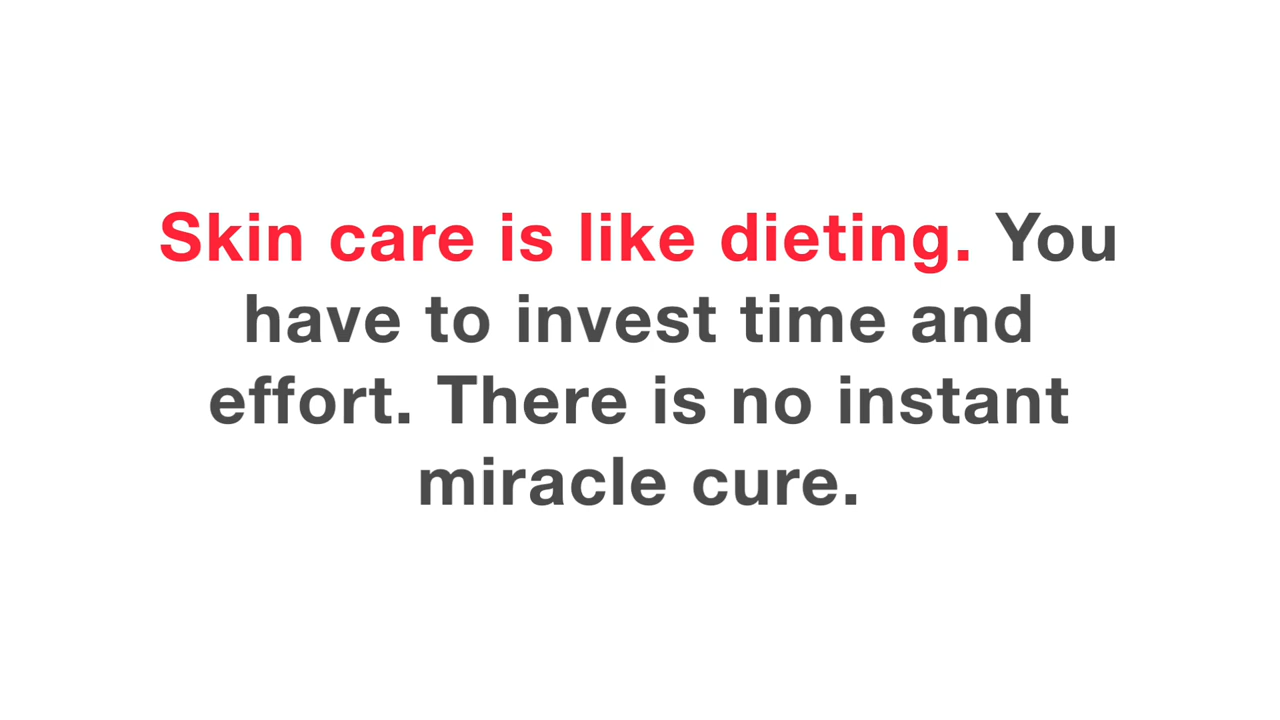 Skin care is like dieting. You
have to invest time and
effort. There is no instant
miracle cure.